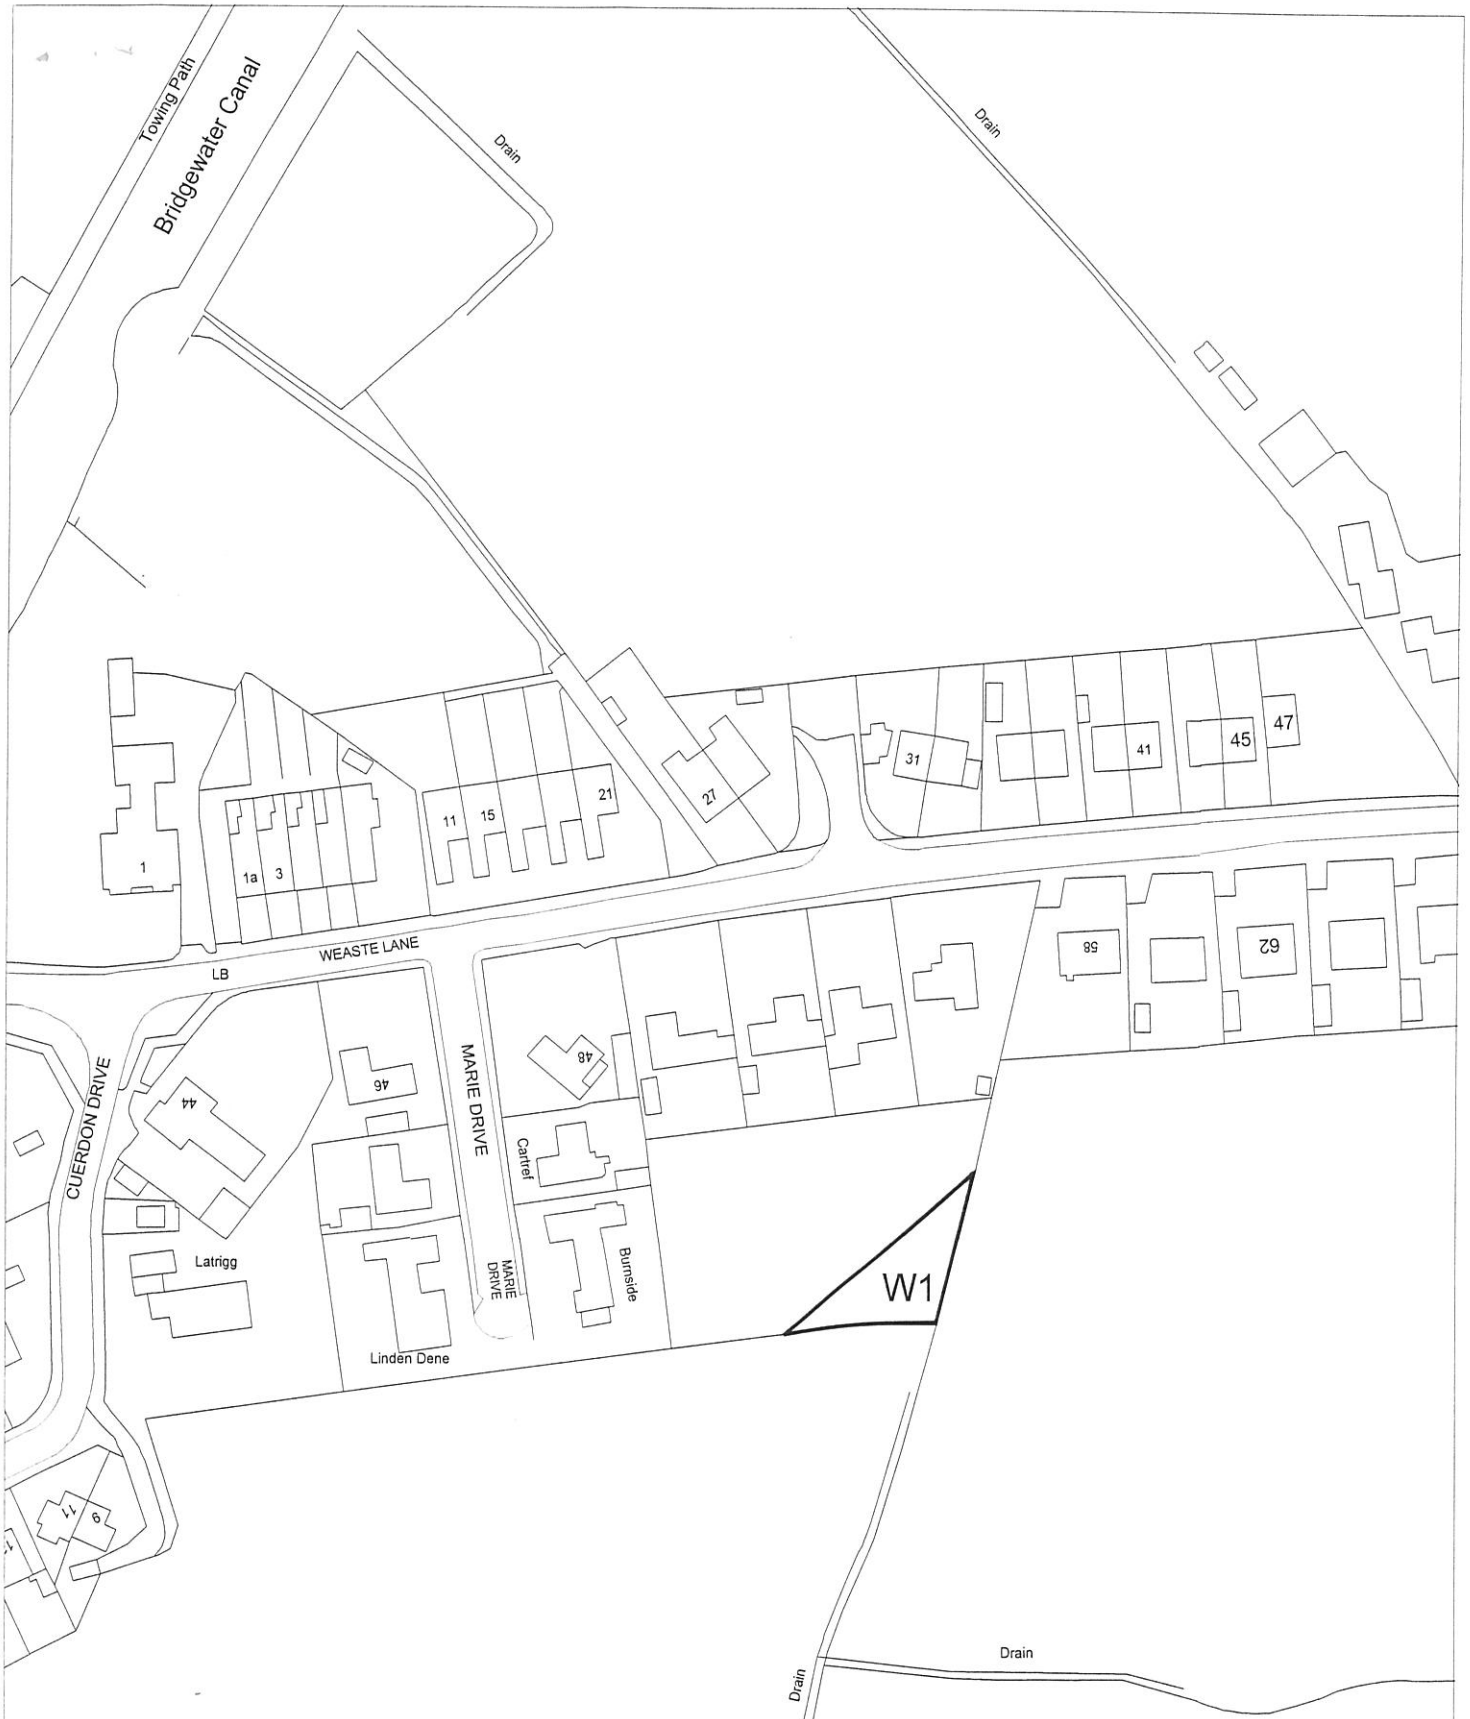 Towing Path
Bridgewater Canal
Drain
Drain
1
1a
3
11
15
21
27
31
41
45
47
WEASTE LANE
LB
CUERDON DRIVE
MARIE DRIVE
44
46
48
58
62
Cartref
Latrigg
MARIE
DRIVE
Burnside
Linden Dene
W1
11
9
Drain
Drain